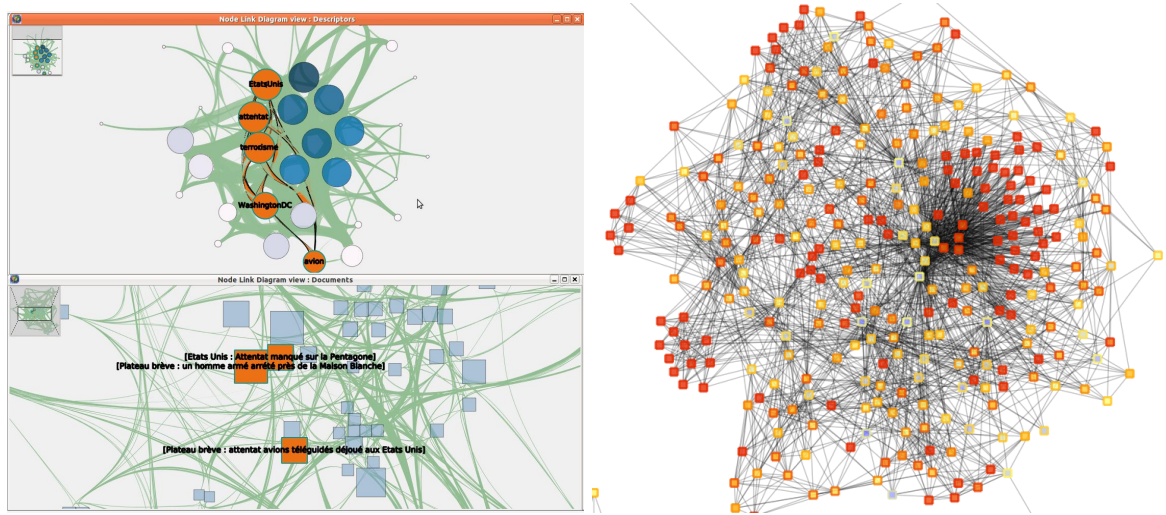 Node Link Diagram view : Descriptors
EtatsUnis
attentat
terrorisme
WashingtonDC
avion
Node Link Diagram view : Documents
[Etats Unis : Attentat manqué sur la Pentagone]
[Plateau brève : un homme armé arrété près de la Maison Blanche]
[Plateau brève : attentat avions téléguidés déjoué aux Etats Unis]